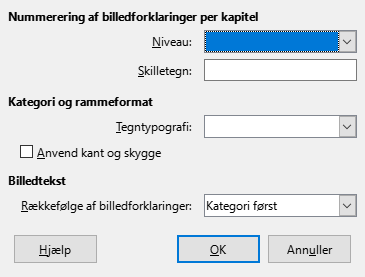 Nummerering af billedforklaringer per kapitel
Niveau:
Skilletegn:
Kategori og rammeformat
Tegntypografi:
Anvend kant og skygge
Billedtekst
Rækkefølge af billedforklaringer: Kategori først
Hjælp OK Annuller